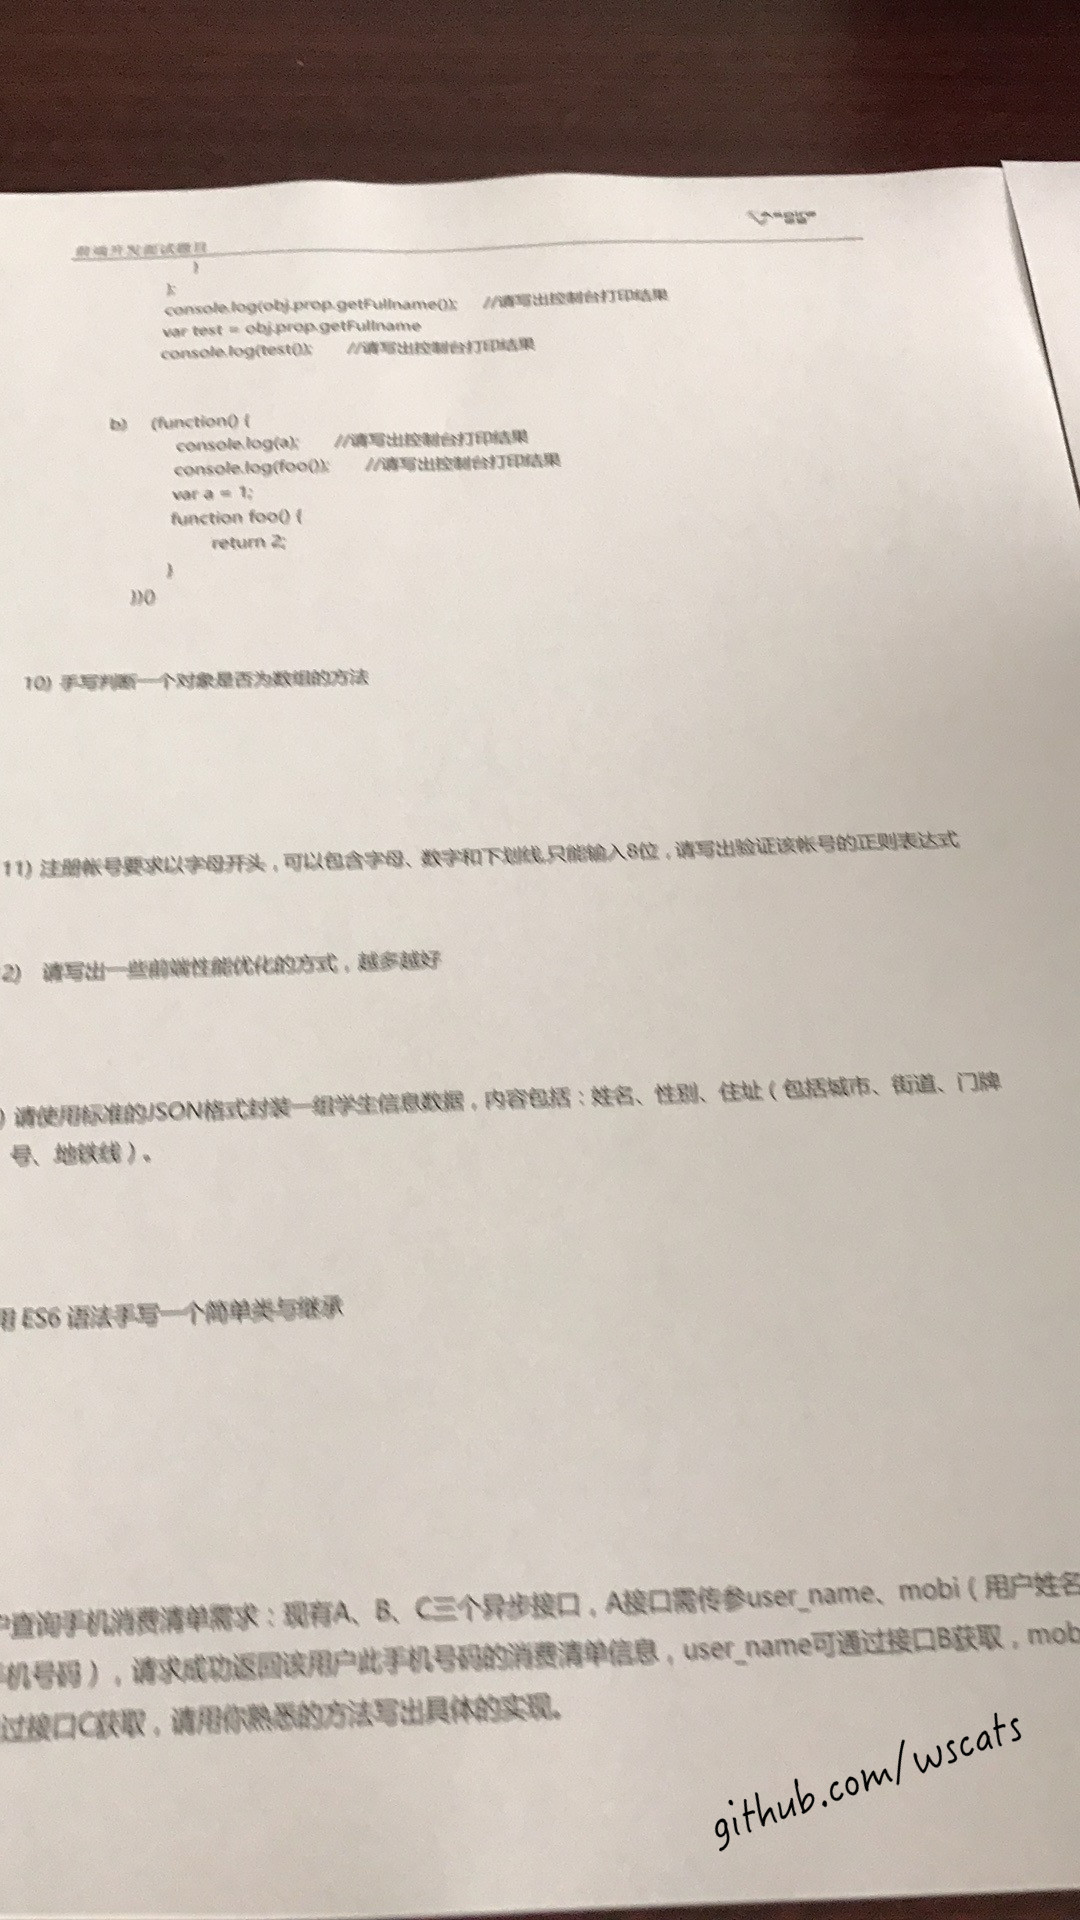 前端开发面试题目
}
};
console.log(obj.prop.getFullname()); //请写出控制台打印结果
var test = obj.prop.getFullname
console.log(test()); //请写出控制台打印结果
b) (function() {
console.log(a); //请写出控制台打印结果
console.log(foo()); //请写出控制台打印结果
var a = 1;
function foo() {
return 2;
}
})()
10) 手写判断一个对象是否为数组的方法
11) 注册帐号要求以字母开头，可以包含字母、数字和下划线,只能输入8位，请写出验证该帐号的正则表达式
2) 请写出一些前端性能优化的方式，越多越好
) 请使用标准的JSON格式封装一组学生信息数据，内容包括：姓名、性别、住址（包括城市、街道、门牌
号、地铁线）。
用 ES6 语法手写一个简单类与继承
户查询手机消费清单需求：现有A、B、C三个异步接口，A接口需传参user_name、mobi（用户姓名
手机号码），请求成功返回该用户此手机号码的消费清单信息，user_name可通过接口B获取，mob
过接口C获取，请用你熟悉的方法写出具体的实现。
github.com/wscats